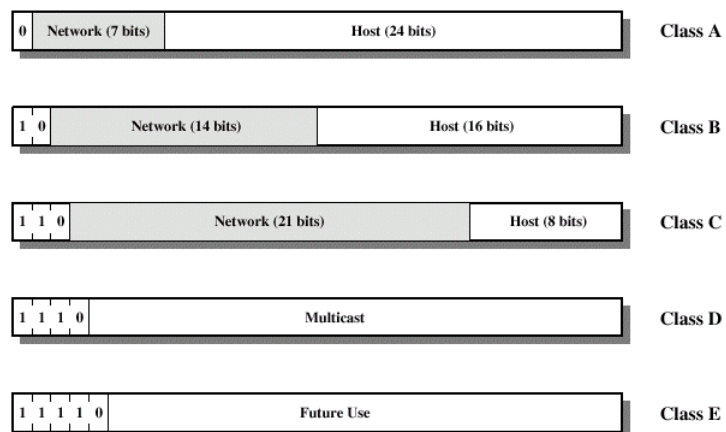 0 Network (7 bits) Host (24 bits) Class A
1 0 Network (14 bits) Host (16 bits) Class B
1 1 0 Network (21 bits) Host (8 bits) Class C
1 1 1 0 Multicast Class D
1 1 1 1 0 Future Use Class E